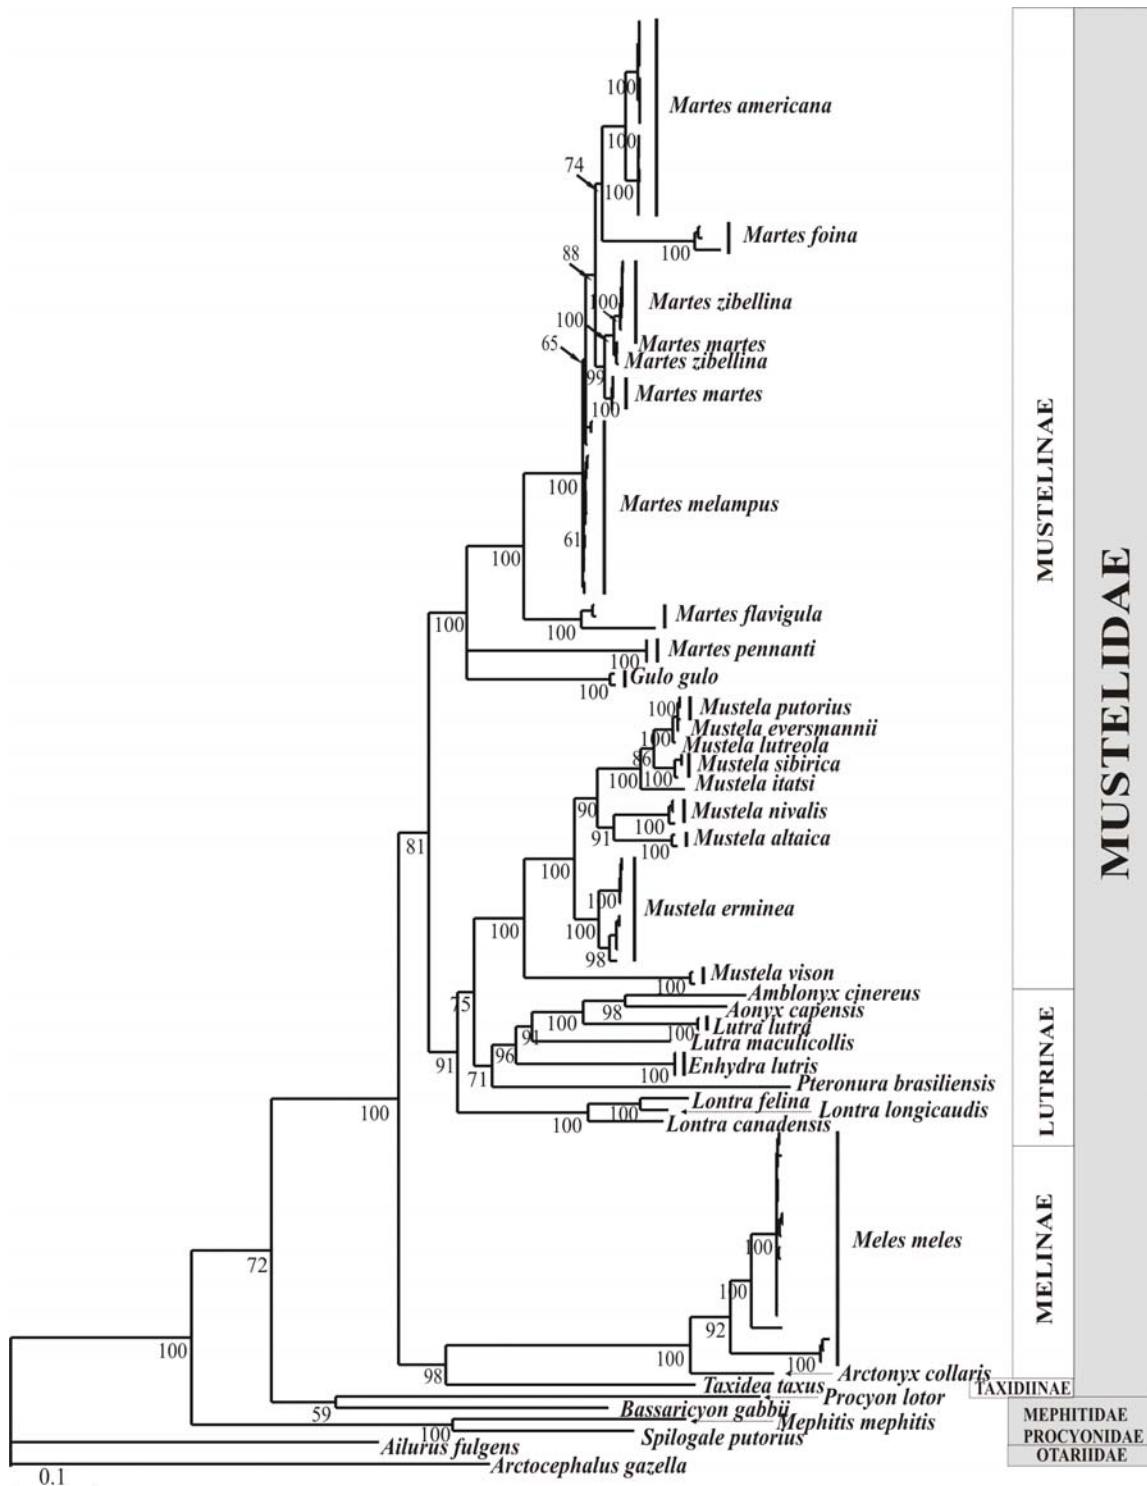 100
Martes americana
100
74
100
Martes foina
100
88
Martes zibellina
100
100
Martes martes
65
Martes zibellina
99
Martes martes
100
100
Martes melampus
61
100
Martes flavigula
100
100
Martes pennanti
100
Gulo gulo
100
Mustela putorius
100
Mustela eversmannii
100
Mustela lutreola
86
Mustela sibirica
100
100
Mustela itatsi
90
Mustela nivalis
100
91
Mustela altaica
100
81
100
Mustela erminea
100
100
100
98
Mustela vison
100
Amblonyx cinereus
75
98
Aonyx capensis
100
Lutra lutra
100
91
Lutra maculicollis
96
91
Enhydra lutris
100
71
Pteronura brasiliensis
Lontra felina
100
Lontra longicaudis
100
100
Lontra canadensis
Meles meles
100
72
100
92
100
100
100
98
Arctonyx collaris
Taxidea taxus
Procyon lotor
59
Bassaricyon gabbii
Mephitis mephitis
100
Spilogale putorius
Ailurus fulgens
Arctocephalus gazella
0.1
MUSTELINAE
LUTRINAE
MELINAE
TAXIDIINAE
MUSTELIDAE
MEPHITIDAE
PROCYONIDAE
OTARIIDAE